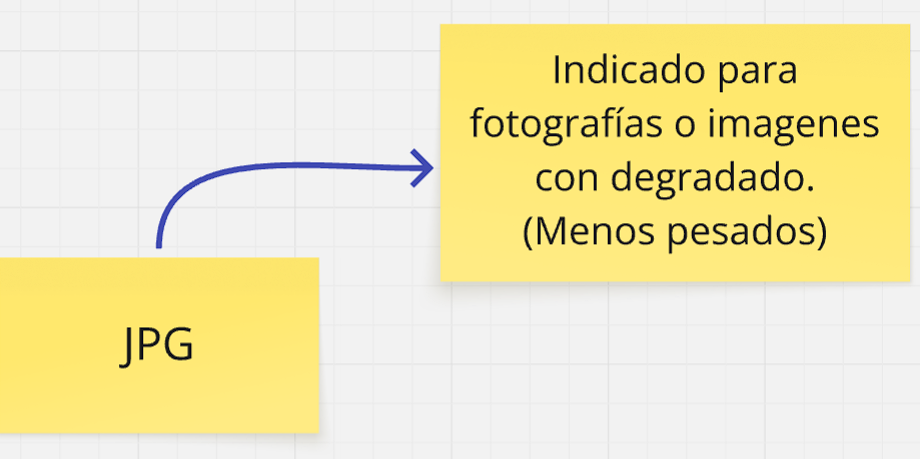 Indicado para
fotografías o imagenes
con degradado.
(Menos pesados)
JPG